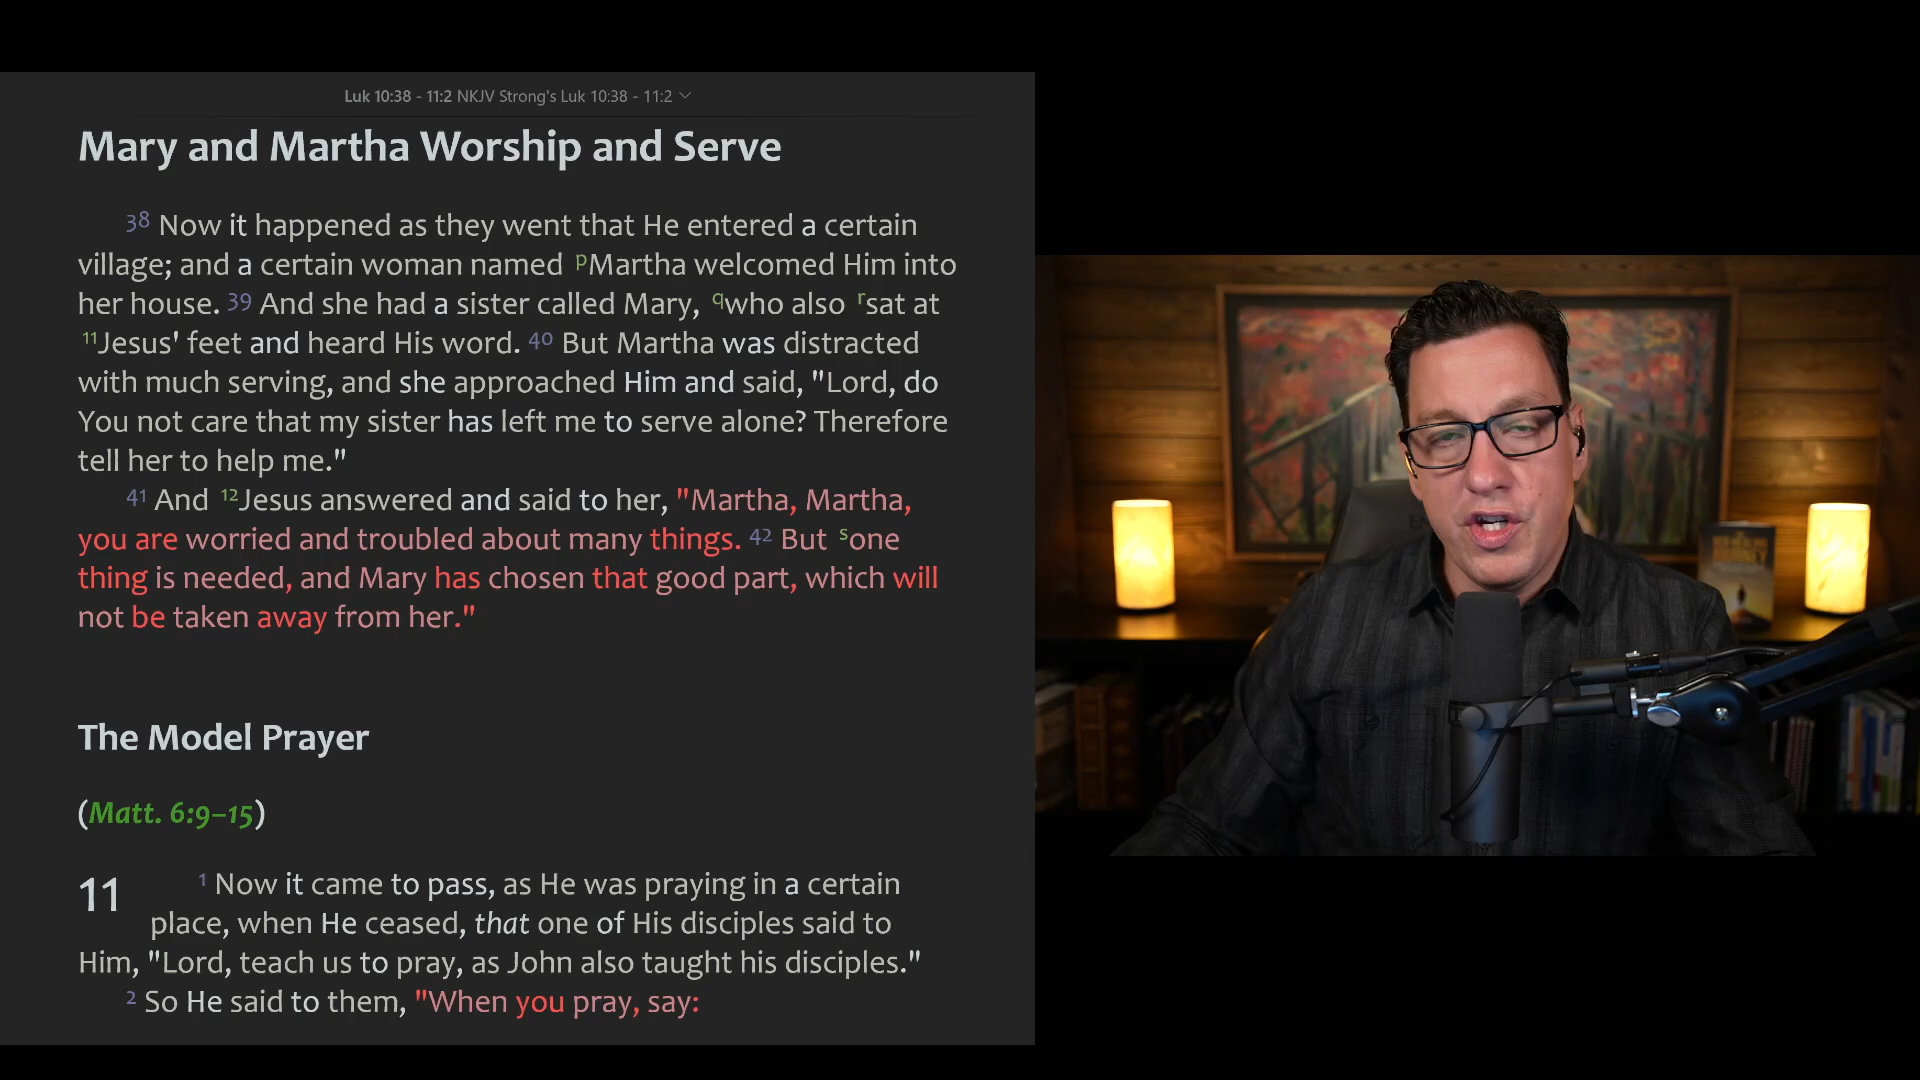 Luk 10:38 - 11:2 NKJV Strong's Luk 10:38 - 11:2
Mary and Martha Worship and Serve
38 Now it happened as they went that He entered a certain
village; and a certain woman named pMartha welcomed Him into
her house. 39 And she had a sister called Mary, qwho also rsat at
11Jesus' feet and heard His word. 40 But Martha was distracted
with much serving, and she approached Him and said, "Lord, do
You not care that my sister has left me to serve alone? Therefore
tell her to help me."
41 And 12Jesus answered and said to her, "Martha, Martha,
you are worried and troubled about many things. 42 But sone
thing is needed, and Mary has chosen that good part, which will
not be taken away from her."
The Model Prayer
(Matt. 6:9–15)
11 1 Now it came to pass, as He was praying in a certain
place, when He ceased, that one of His disciples said to
Him, "Lord, teach us to pray, as John also taught his disciples."
2 So He said to them, "When you pray, say: